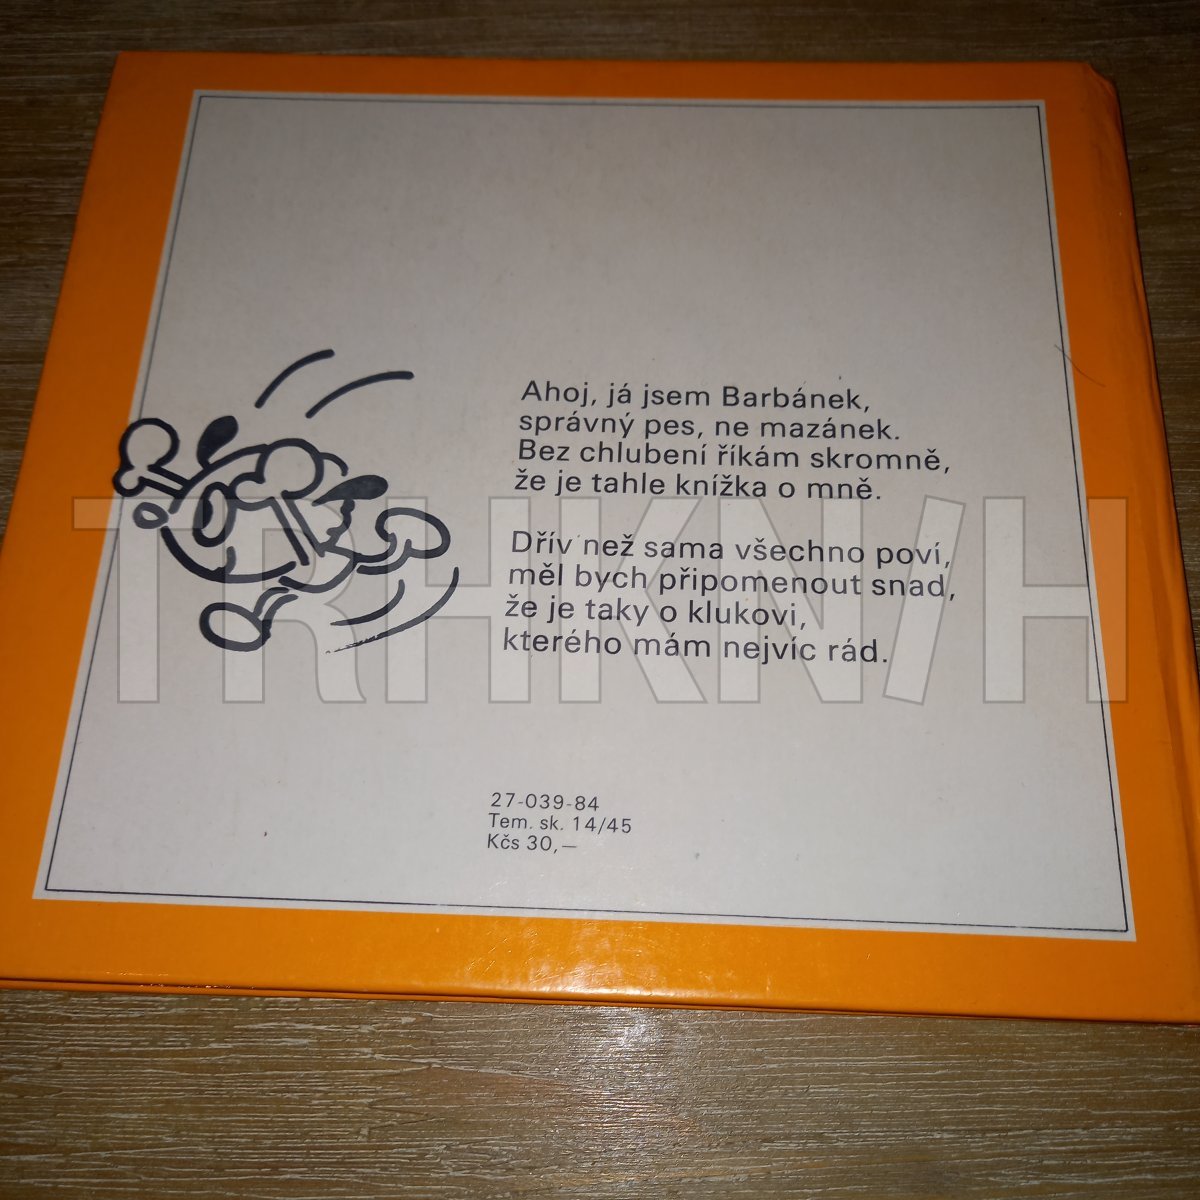 Ahoj, já jsem Barbánek,
správný pes, ne mazánek.
Bez chlubení říkám skromně,
že je tahle knížka o mně.
Dřív než sama všechno poví,
měl bych připomenout snad,
že je taky o klukovi,
kterého mám nejvíc rád.
TRHKNIH
27-039-84
Tem. sk. 14/45
Kčs 30,—